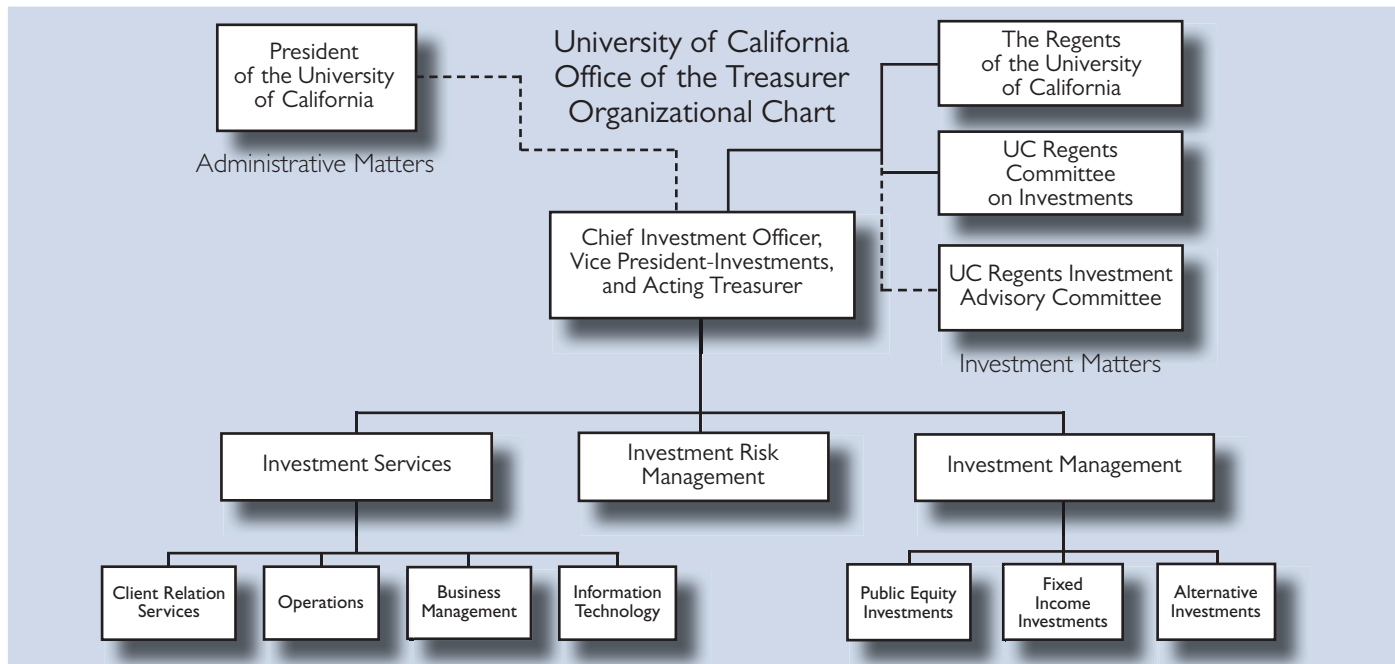 University of California
Office of the Treasurer
Organizational Chart
President
of the University
of California
Administrative Matters
The Regents
of the University
of California
UC Regents
Committee
on Investments
UC Regents Investment
Advisory Committee
Investment Matters
Chief Investment Officer,
Vice President-Investments,
and Acting Treasurer
Investment Services
Investment Risk
Management
Investment Management
Client Relation
Services
Operations
Business
Management
Information
Technology
Public Equity
Investments
Fixed
Income
Investments
Alternative
Investments